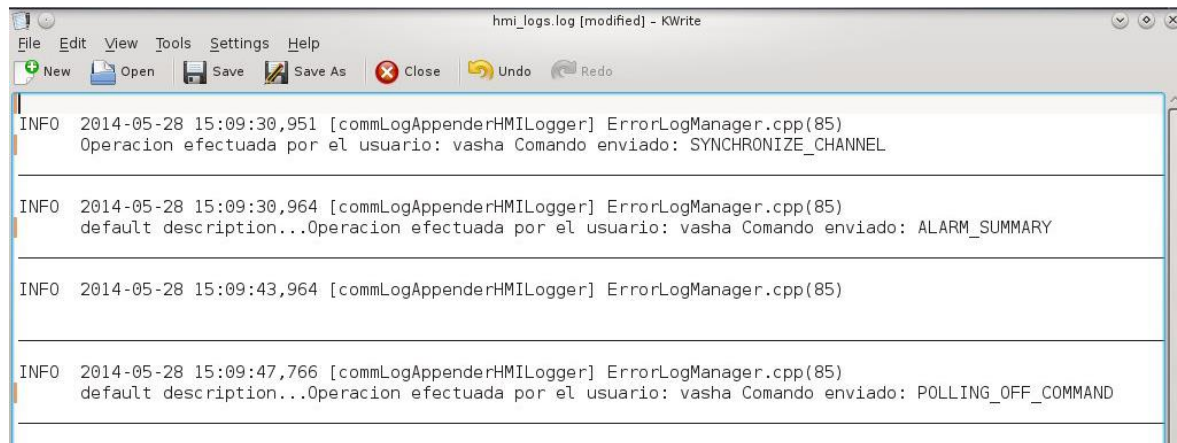 hmi_logs.log [modified] – KWrite
File Edit View Tools Settings Help
New Open Save Save As Close Undo Redo
INFO 2014-05-28 15:09:30,951 [commLogAppenderHMILogger] ErrorLogManager.cpp(85)
Operacion efectuada por el usuario: vasha Comando enviado: SYNCHRONIZE_CHANNEL
INFO 2014-05-28 15:09:30,964 [commLogAppenderHMILogger] ErrorLogManager.cpp(85)
default description...Operacion efectuada por el usuario: vasha Comando enviado: ALARM_SUMMARY
INFO 2014-05-28 15:09:43,964 [commLogAppenderHMILogger] ErrorLogManager.cpp(85)
INFO 2014-05-28 15:09:47,766 [commLogAppenderHMILogger] ErrorLogManager.cpp(85)
default description...Operacion efectuada por el usuario: vasha Comando enviado: POLLING_OFF_COMMAND